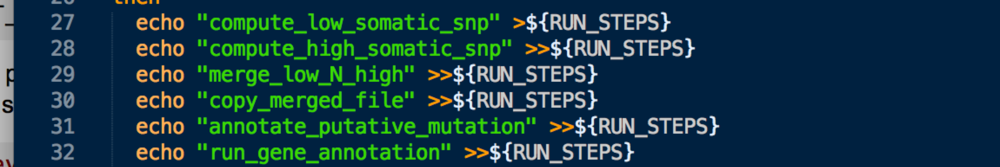 then
27 echo "compute_low_somatic_snp" >${RUN_STEPS}
28 echo "compute_high_somatic_snp" >>${RUN_STEPS}
29 echo "merge_low_N_high" >>${RUN_STEPS}
30 echo "copy_merged_file" >>${RUN_STEPS}
31 echo "annotate_putative_mutation" >>${RUN_STEPS}
32 echo "run_gene_annotation" >>${RUN_STEPS}